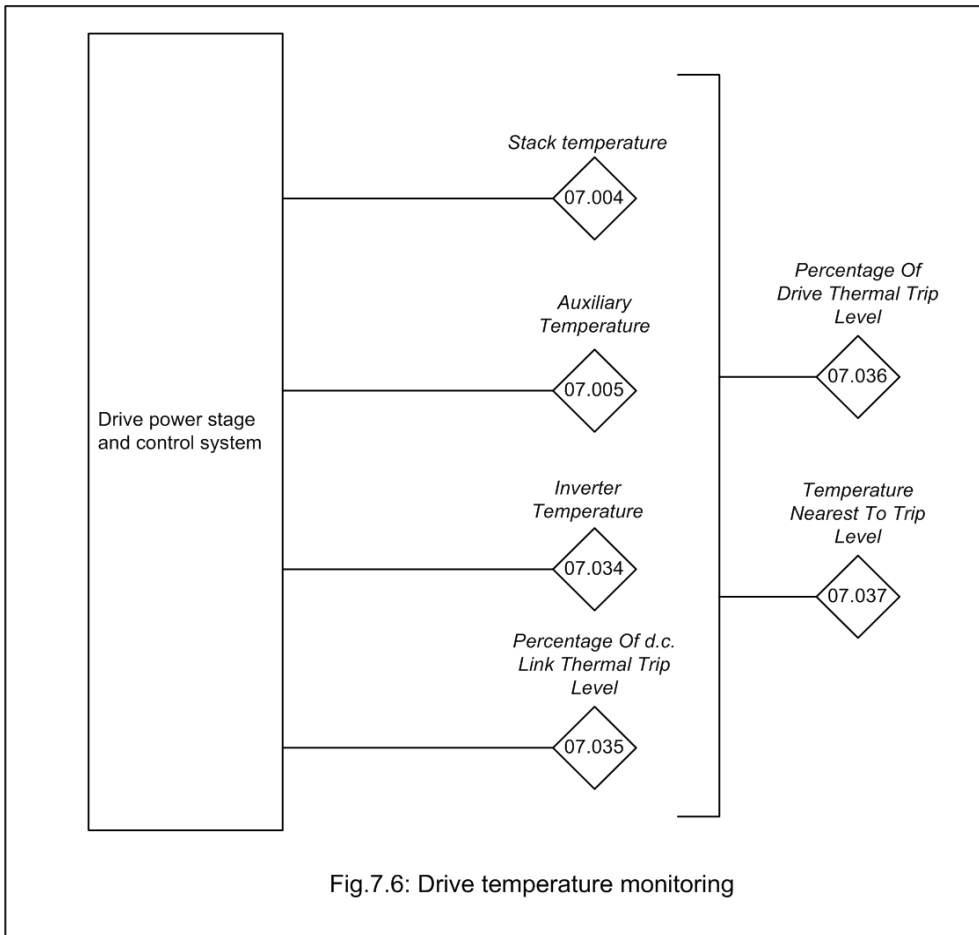 Stack temperature
07.004
Auxiliary
Temperature
07.005
Drive power stage
and control system
Inverter
Temperature
07.034
Percentage Of d.c.
Link Thermal Trip
Level
07.035
Percentage Of
Drive Thermal Trip
Level
07.036
Temperature
Nearest To Trip
Level
07.037
Fig.7.6: Drive temperature monitoring